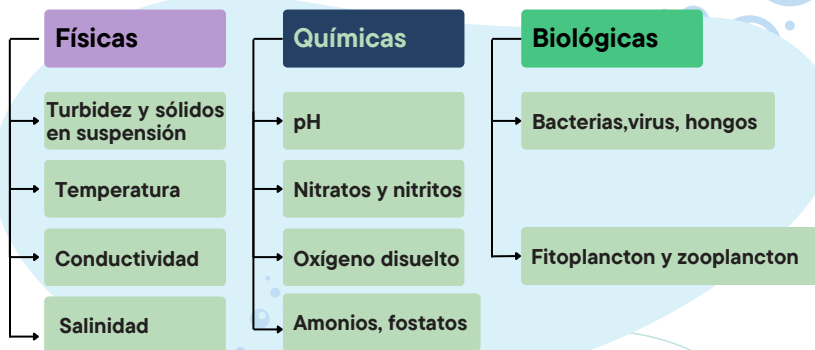 Físicas
Turbidez y sólidos
en suspensión
Temperatura
Conductividad
Salinidad
Químicas
pH
Nitratos y nitritos
Oxígeno disuelto
Amonios, fostatos
Biológicas
Bacterias,virus, hongos
Fitoplancton y zooplancton